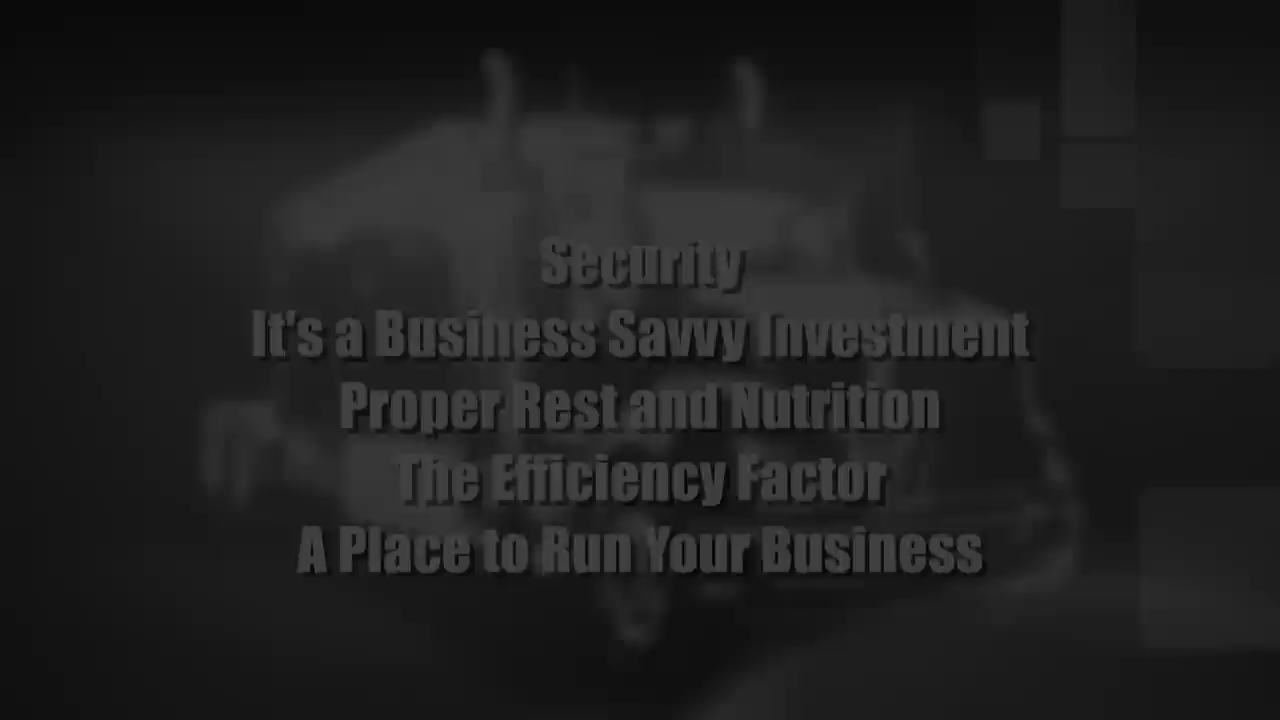 Security
It's a Business Savvy Investment
Proper Rest and Nutrition
The Efficiency Factor
A Place to Run Your Business